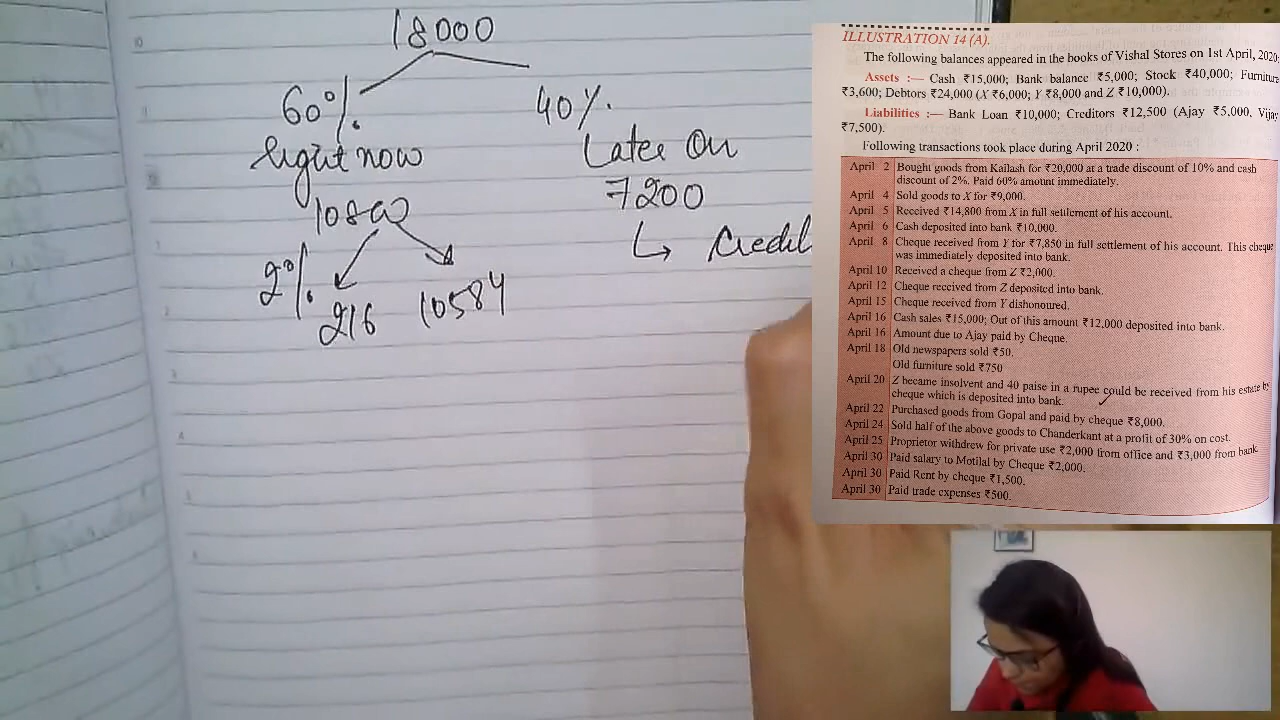 18000
60%.
40%.
Right now
Later On
10800
7200
↳ Credit
2%.
216
10584
ILLUSTRATION 14 (A).
The following balances appeared in the books of Vishal Stores on 1st April, 2020
Assets :— Cash ₹15,000; Bank balance ₹5,000; Stock ₹40,000; Furniture
₹3,600; Debtors ₹24,000 (X ₹6,000; Y ₹8,000 and Z ₹10,000).
Liabilities :— Bank Loan ₹10,000; Creditors ₹12,500 (Ajay ₹5,000, Vijay
₹7,500).
Following transactions took place during April 2020 :
April 2 Bought goods from Kailash for ₹20,000 at a trade discount of 10% and cash
discount of 2%. Paid 60% amount immediately.
April 4 Sold goods to X for ₹9,000.
April 5 Received ₹14,800 from X in full settlement of his account.
April 6 Cash deposited into bank ₹10,000.
April 8 Cheque received from Y for ₹7,850 in full settlement of his account. This cheque
was immediately deposited into bank.
April 10 Received a cheque from Z ₹2,000.
April 12 Cheque received from Z deposited into bank.
April 15 Cheque received from Y dishonoured.
April 16 Cash sales ₹15,000; Out of this amount ₹12,000 deposited into bank.
April 16 Amount due to Ajay paid by Cheque.
April 18 Old newspapers sold ₹50.
Old furniture sold ₹750
April 20 Z became insolvent and 40 paise in a rupee could be received from his estate by
cheque which is deposited into bank.
April 22 Purchased goods from Gopal and paid by cheque ₹8,000.
April 24 Sold half of the above goods to Chanderkant at a profit of 30% on cost.
April 25 Proprietor withdrew for private use ₹2,000 from office and ₹3,000 from bank
April 30 Paid salary to Motilal by Cheque ₹2,000.
April 30 Paid Rent by cheque ₹1,500.
April 30 Paid trade expenses ₹500.